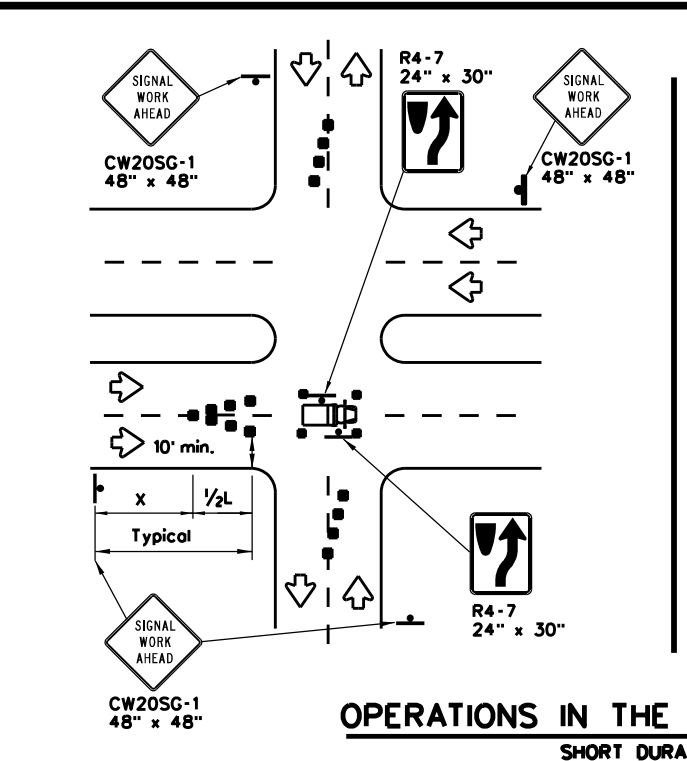 SIGNAL
WORK
AHEAD
CW20SG-1
48" x 48"
R4-7
24" x 30"
SIGNAL
WORK
AHEAD
CW20SG-1
48" x 48"
10' min.
X
1/2L
Typical
SIGNAL
WORK
AHEAD
CW20SG-1
48" x 48"
R4-7
24" x 30"
OPERATIONS IN THE
SHORT DURA